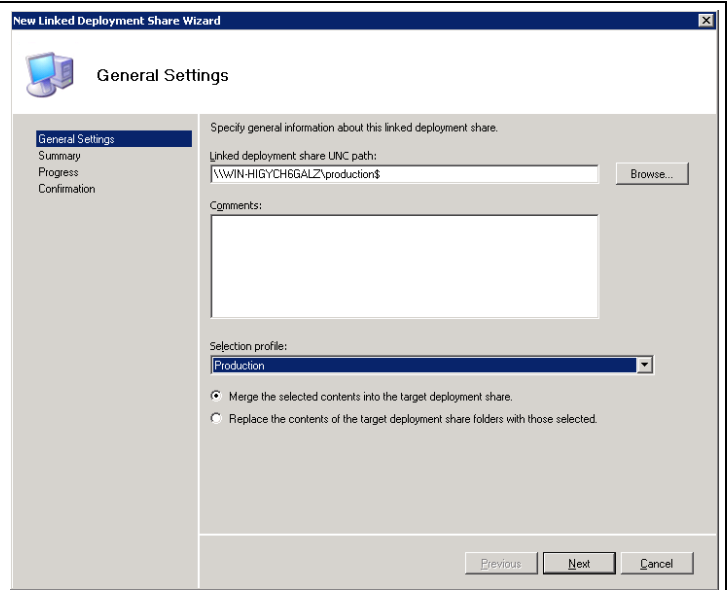 New Linked Deployment Share Wizard
General Settings
General Settings
Summary
Progress
Confirmation
Specify general information about this linked deployment share.
Linked deployment share UNC path:
\\WIN-HIGYCH6GALZ\production$
Browse...
Comments:
Selection profile:
Production
Merge the selected contents into the target deployment share.
Replace the contents of the target deployment share folders with those selected.
Previous
Next
Cancel